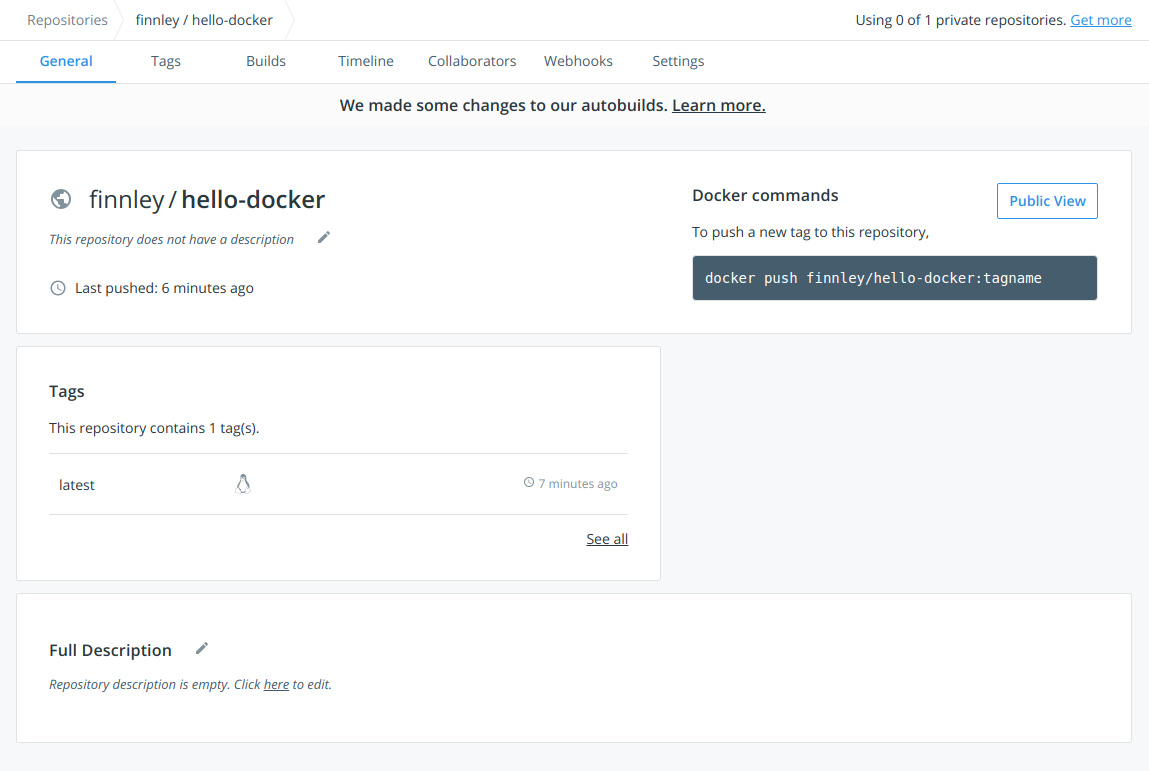 Repositories finnley / hello-docker Using 0 of 1 private repositories. Get more
General Tags Builds Timeline Collaborators Webhooks Settings
We made some changes to our autobuilds. Learn more.
finnley / hello-docker
This repository does not have a description
Last pushed: 6 minutes ago
Docker commands
Public View
To push a new tag to this repository,
docker push finnley/hello-docker:tagname
Tags
This repository contains 1 tag(s).
latest 7 minutes ago
See all
Full Description
Repository description is empty. Click here to edit.